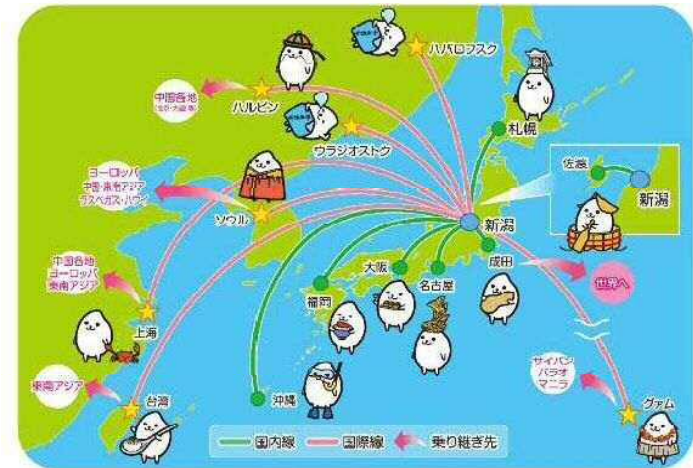 ハバロフスク
ハルビン
中国各地
ウラジオストク
札幌
佐渡
新潟
ヨーロッパ
中国・東南アジア
ラスベガス・ハワイ
ソウル
新潟
成田
大阪
名古屋
福岡
世界へ
中国各地
ヨーロッパ
東南アジア
上海
サイパン
パラオ
マニラ
東南アジア
台湾
沖縄
グァム
国内線
国際線
乗り継ぎ先